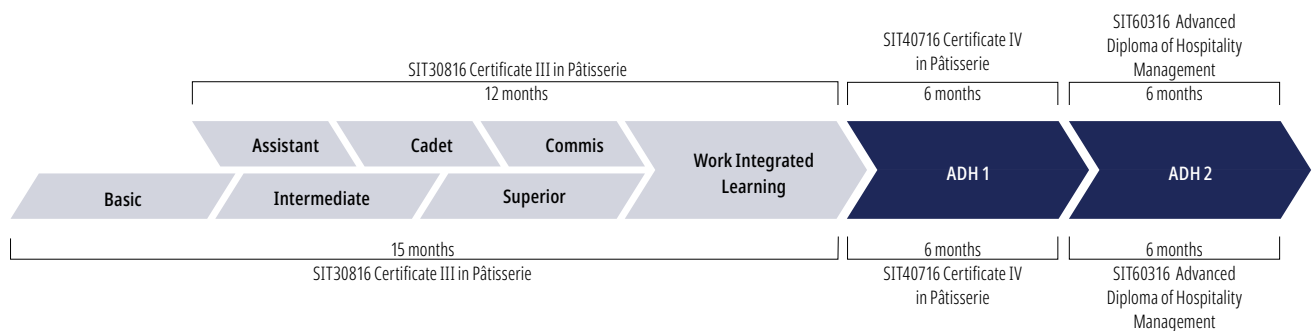 SIT30816 Certificate III in Pâtisserie
12 months
SIT40716 Certificate IV
in Pâtisserie
6 months
SIT60316 Advanced
Diploma of Hospitality
Management
6 months
Assistant
Cadet
Commis
Work Integrated
Learning
ADH 1
ADH 2
Basic
Intermediate
Superior
15 months
SIT30816 Certificate III in Pâtisserie
6 months
SIT40716 Certificate IV
in Pâtisserie
6 months
SIT60316 Advanced
Diploma of Hospitality
Management